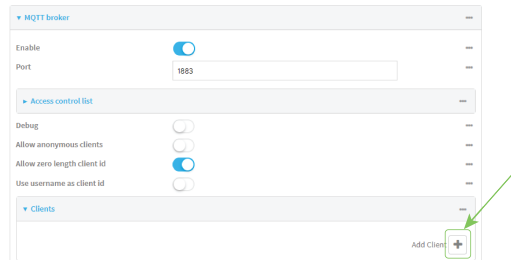 MQTT broker
Enable
Port
1883
Access control list
Debug
Allow anonymous clients
Allow zero length client id
Use username as client id
Clients
Add Client